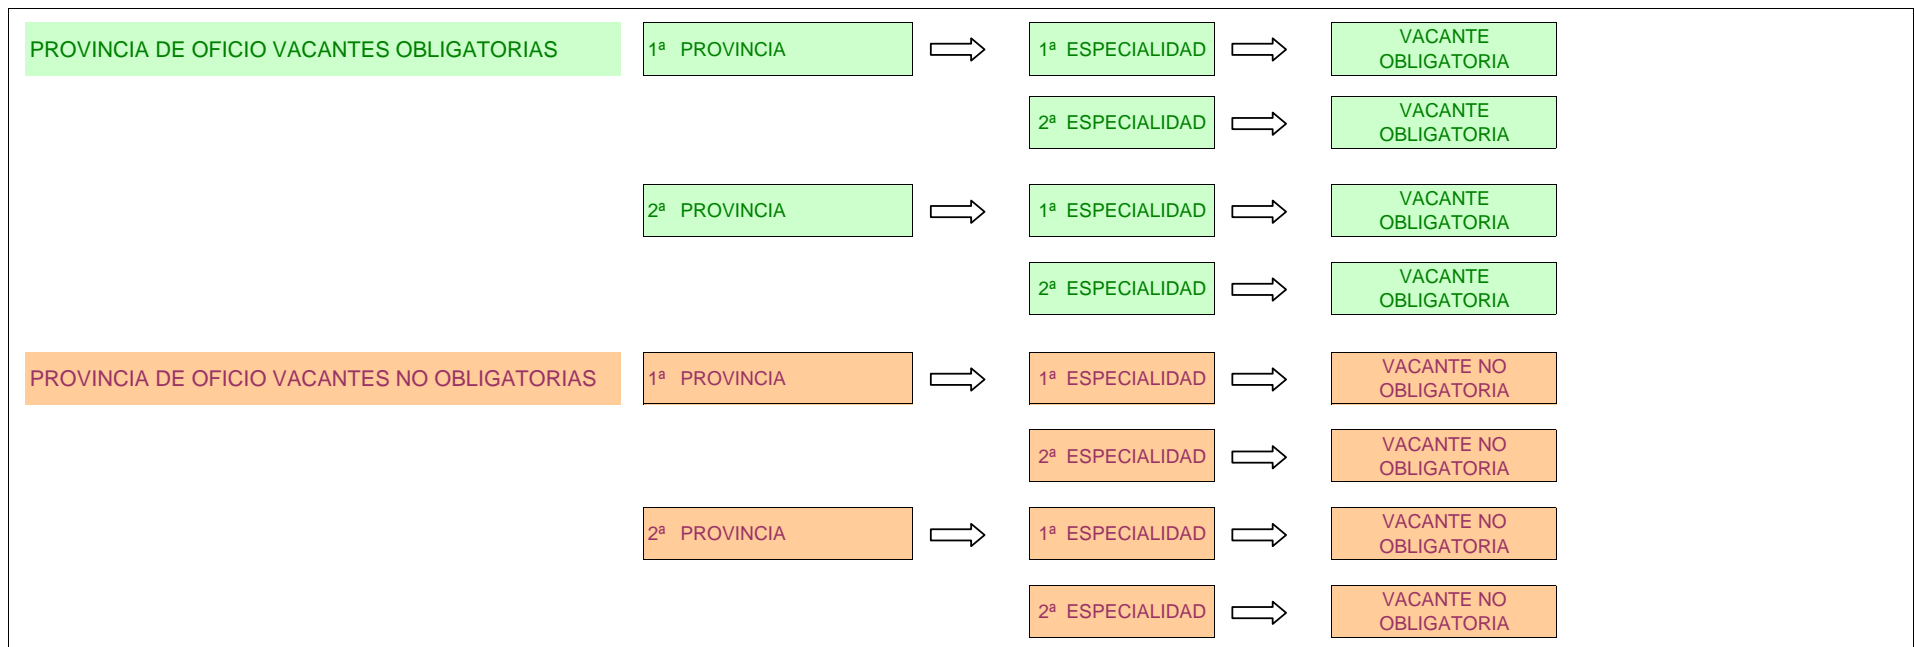 PROVINCIA DE OFICIO VACANTES OBLIGATORIAS
1ª PROVINCIA
1ª ESPECIALIDAD
VACANTE
OBLIGATORIA
2ª ESPECIALIDAD
VACANTE
OBLIGATORIA
2ª PROVINCIA
1ª ESPECIALIDAD
VACANTE
OBLIGATORIA
2ª ESPECIALIDAD
VACANTE
OBLIGATORIA
PROVINCIA DE OFICIO VACANTES NO OBLIGATORIAS
1ª PROVINCIA
1ª ESPECIALIDAD
VACANTE NO
OBLIGATORIA
2ª ESPECIALIDAD
VACANTE NO
OBLIGATORIA
2ª PROVINCIA
1ª ESPECIALIDAD
VACANTE NO
OBLIGATORIA
2ª ESPECIALIDAD
VACANTE NO
OBLIGATORIA